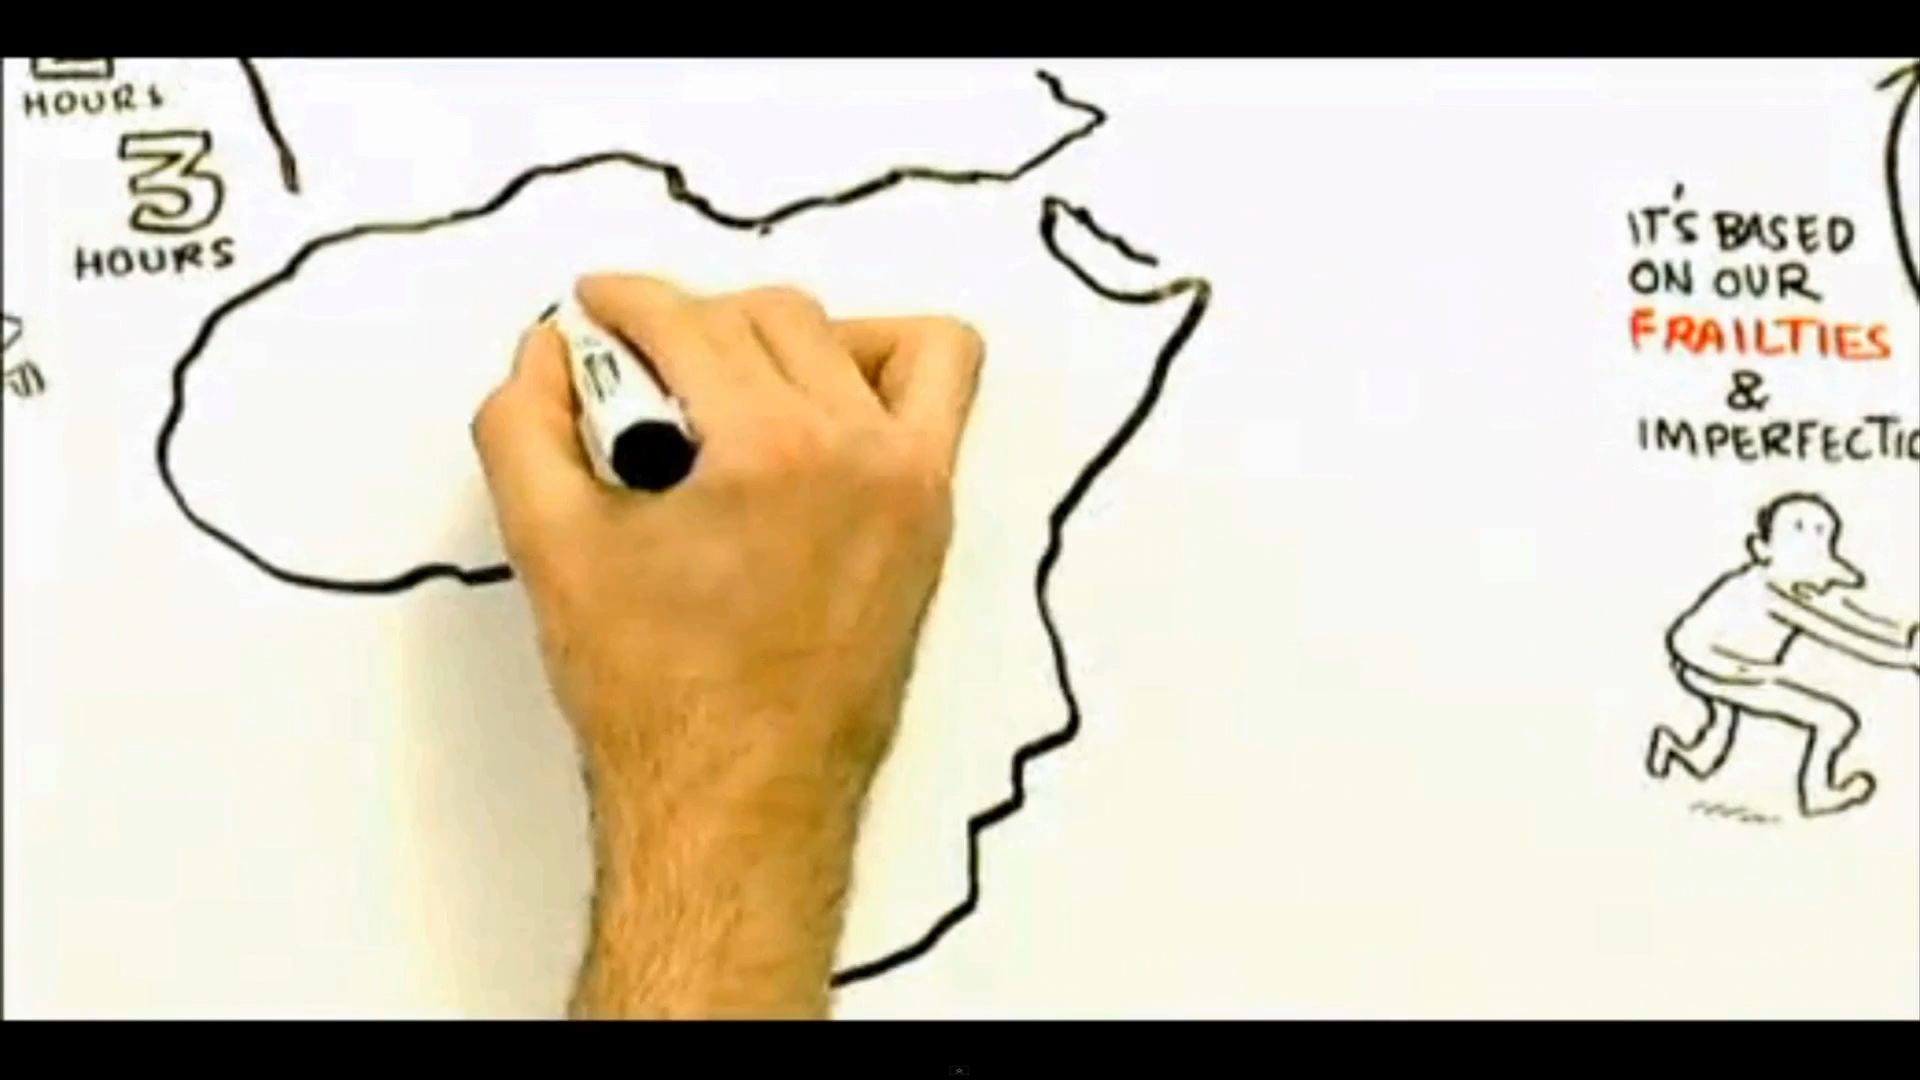 HOURS
3
HOURS
IT'S BASED
ON OUR
FRAILTIES
&
IMPERFECTIO